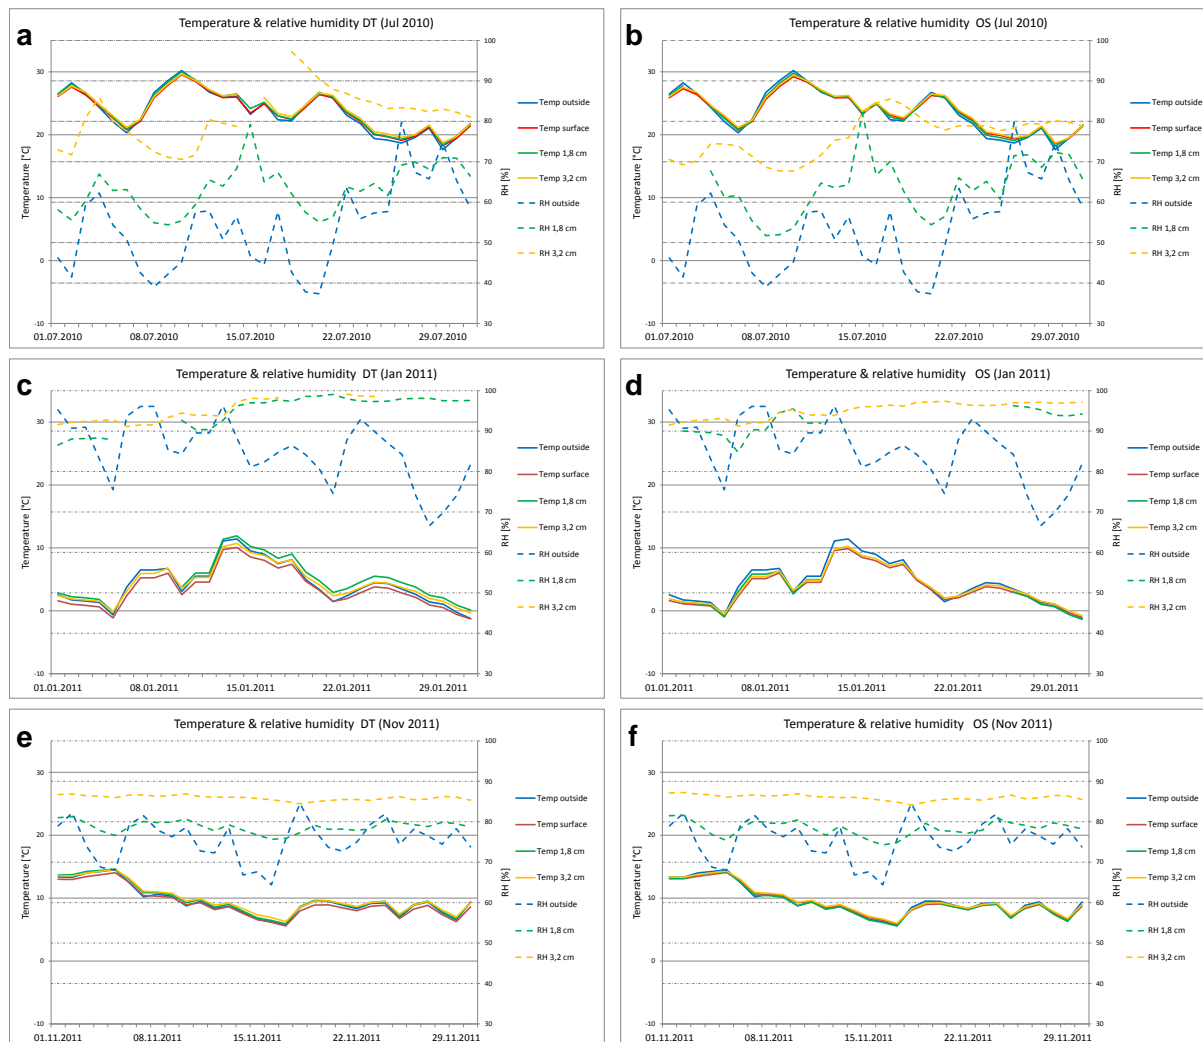 a
Temperature & relative humidity DT (Jul 2010)
Temperature [°C]
30
20
10
0
-10
01.07.2010 08.07.2010 15.07.2010 22.07.2010 29.07.2010
RH [%]
100
90
80
70
60
50
40
30
Temp outside
Temp surface
Temp 1,8 cm
Temp 3,2 cm
RH outside
RH 1,8 cm
RH 3,2 cm
b
Temperature & relative humidity OS (Jul 2010)
Temperature [°C]
30
20
10
0
-10
01.07.2010 08.07.2010 15.07.2010 22.07.2010 29.07.2010
RH [%]
100
90
80
70
60
50
40
30
Temp outside
Temp surface
Temp 1,8 cm
Temp 3,2 cm
RH outside
RH 1,8 cm
RH 3,2 cm
c
Temperature & relative humidity DT (Jan 2011)
Temperature [°C]
30
20
10
0
-10
01.01.2011 08.01.2011 15.01.2011 22.01.2011 29.01.2011
RH [%]
100
90
80
70
60
50
40
30
Temp outside
Temp surface
Temp 1,8 cm
Temp 3,2 cm
RH outside
RH 1,8 cm
RH 3,2 cm
d
Temperature & relative humidity OS (Jan 2011)
Temperature [°C]
30
20
10
0
-10
01.01.2011 08.01.2011 15.01.2011 22.01.2011 29.01.2011
RH [%]
100
90
80
70
60
50
40
30
Temp outside
Temp surface
Temp 1,8 cm
Temp 3,2 cm
RH outside
RH 1,8 cm
RH 3,2 cm
e
Temperature & relative humidity DT (Nov 2011)
Temperature [°C]
30
20
10
0
-10
01.11.2011 08.11.2011 15.11.2011 22.11.2011 29.11.2011
RH [%]
100
90
80
70
60
50
40
30
Temp outside
Temp surface
Temp 1,8 cm
Temp 3,2 cm
RH outside
RH 1,8 cm
RH 3,2 cm
f
Temperature & relative humidity OS (Nov 2011)
Temperature [°C]
30
20
10
0
-10
01.11.2011 08.11.2011 15.11.2011 22.11.2011 29.11.2011
RH [%]
100
90
80
70
60
50
40
30
Temp outside
Temp surface
Temp 1,8 cm
Temp 3,2 cm
RH outside
RH 1,8 cm
RH 3,2 cm